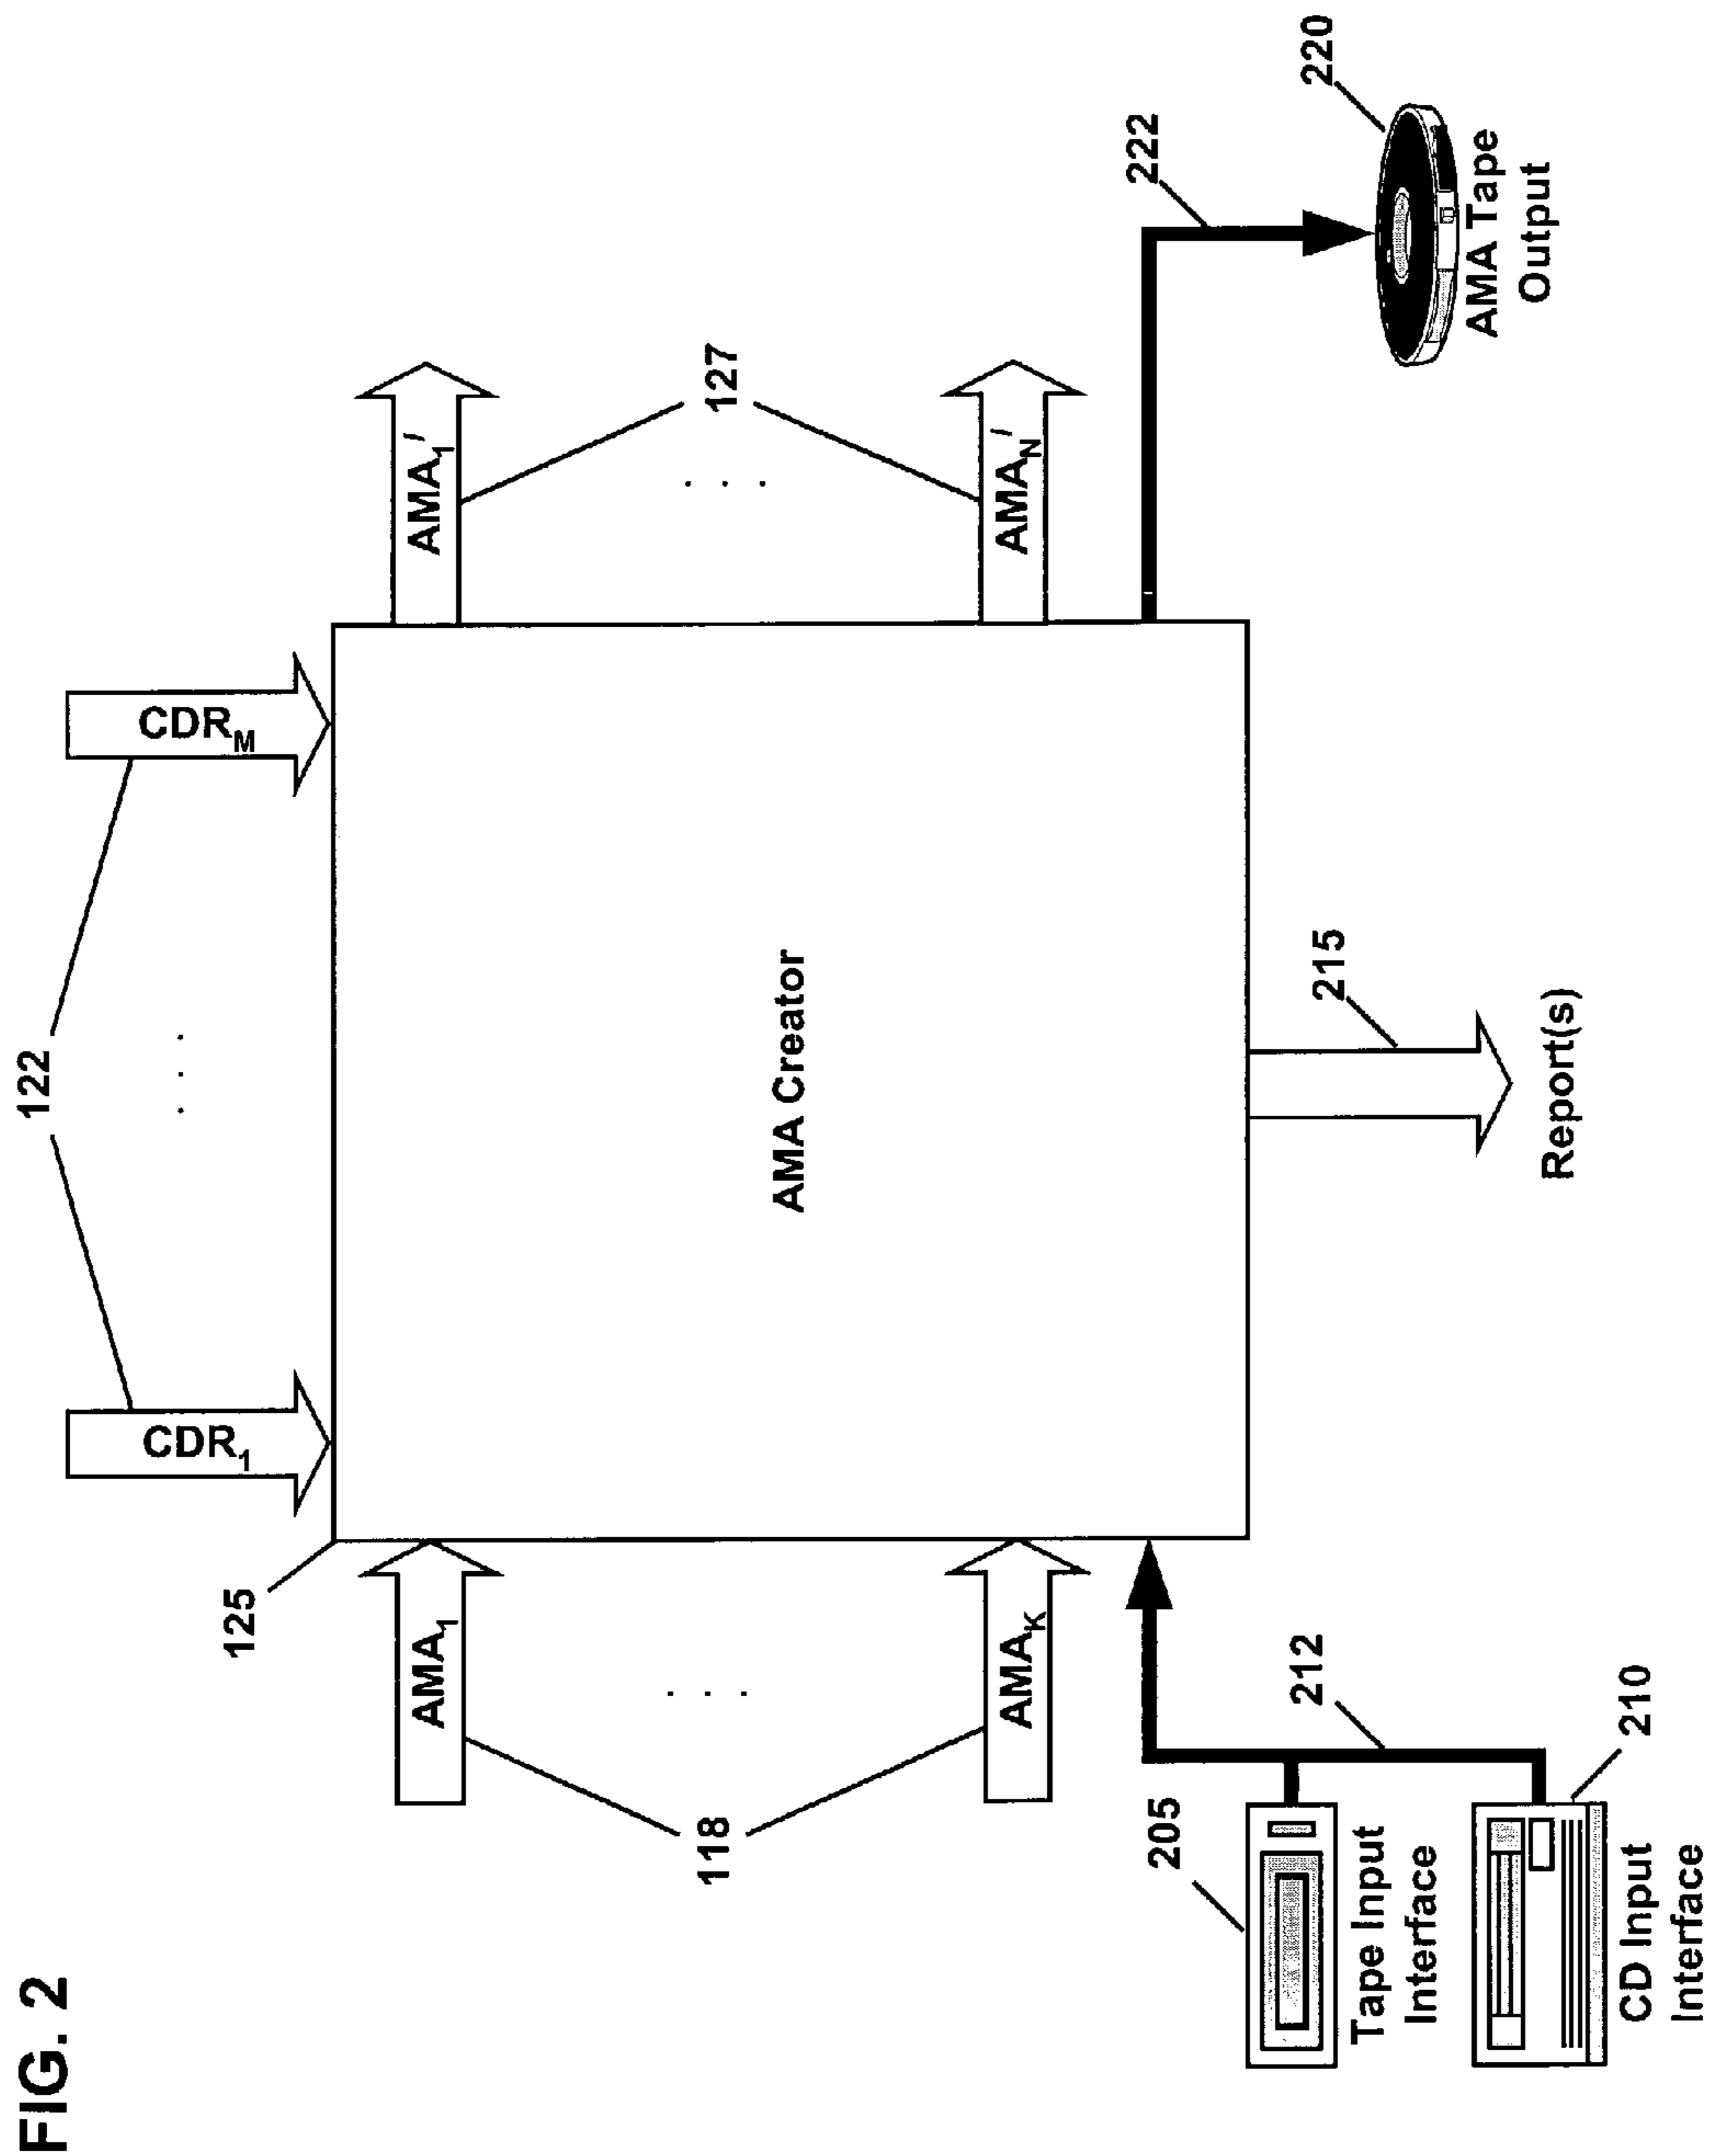 FIG. 2
122
. . .
CDR1
CDRM
125
AMA1
AMA1'
118
. . .
127
. . .
AMAK
AMAN'
AMA Creator
205
Tape Input
Interface
212
210
CD Input
Interface
215
Report(s)
222
220
AMA Tape
Output